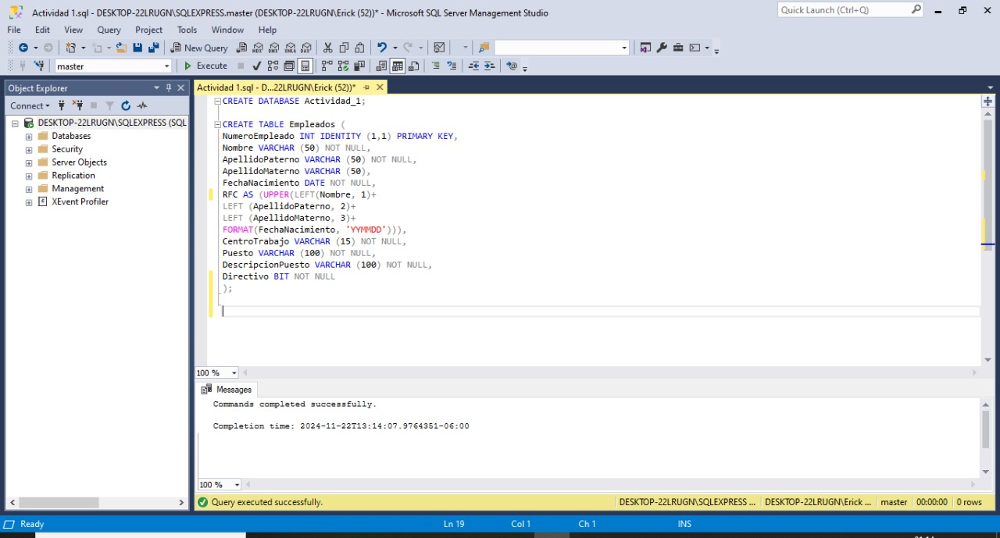 Actividad 1.sql - DESKTOP-22LRUGN\SQLEXPRESS.master (DESKTOP-22LRUGN\Erick (52))* - Microsoft SQL Server Management Studio
Quick Launch (Ctrl+Q)
File Edit View Query Project Tools Window Help
New Query
master
Execute
Object Explorer
Connect
DESKTOP-22LRUGN\SQLEXPRESS (SQL
Databases
Security
Server Objects
Replication
Management
XEvent Profiler
Actividad 1.sql - D...22LRUGN\Erick (52))*
CREATE DATABASE Actividad_1;
CREATE TABLE Empleados (
NumeroEmpleado INT IDENTITY (1,1) PRIMARY KEY,
Nombre VARCHAR (50) NOT NULL,
ApellidoPaterno VARCHAR (50) NOT NULL,
ApellidoMaterno VARCHAR (50),
FechaNacimiento DATE NOT NULL,
RFC AS (UPPER(LEFT(Nombre, 1)+
LEFT (ApellidoPaterno, 2)+
LEFT (ApellidoMaterno, 3)+
FORMAT(FechaNacimiento, 'YYMMDD'))),
CentroTrabajo VARCHAR (15) NOT NULL,
Puesto VARCHAR (100) NOT NULL,
DescripcionPuesto VARCHAR (100) NOT NULL,
Directivo BIT NOT NULL
);
100 %
Messages
Commands completed successfully.
Completion time: 2024-11-22T13:14:07.9764351-06:00
100 %
Query executed successfully.
DESKTOP-22LRUGN\SQLEXPRESS ... DESKTOP-22LRUGN\Erick ... master 00:00:00 0 rows
Ready Ln 19 Col 1 Ch 1 INS